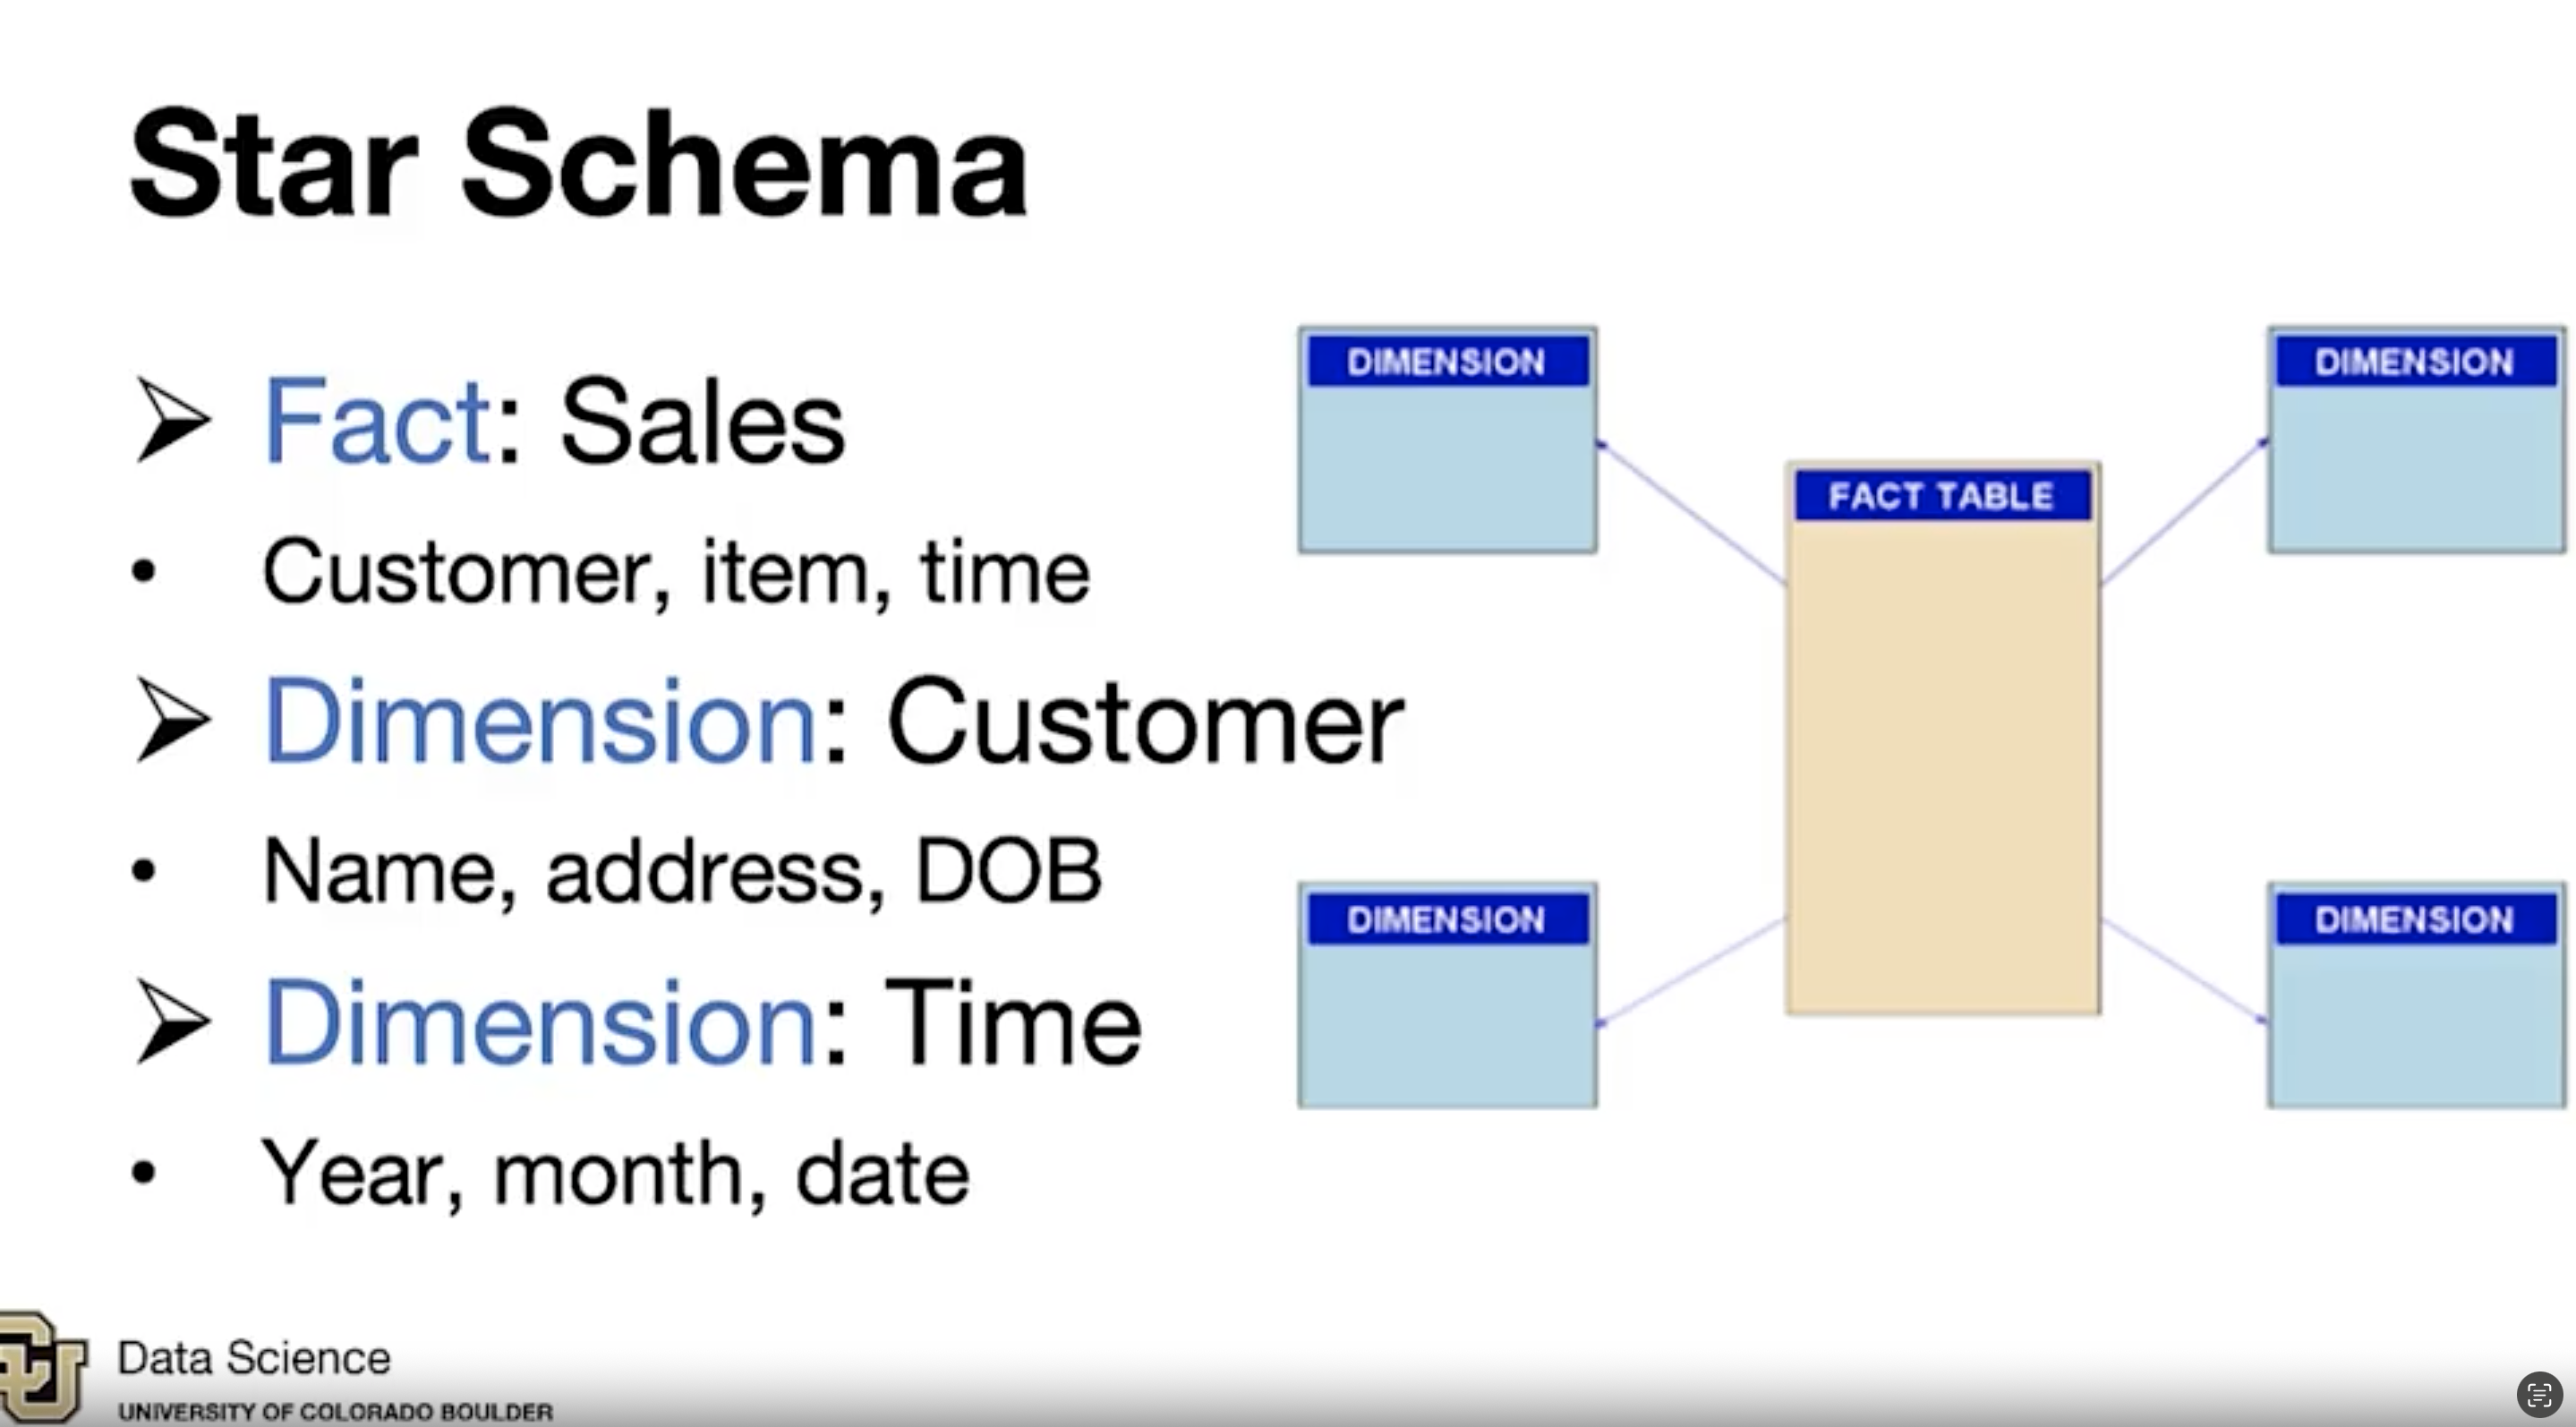 Star Schema
Fact: Sales
Customer, item, time
Dimension: Customer
Name, address, DOB
Dimension: Time
Year, month, date
DIMENSION
DIMENSION
FACT TABLE
DIMENSION
DIMENSION
CU
Data Science
UNIVERSITY OF COLORADO BOULDER